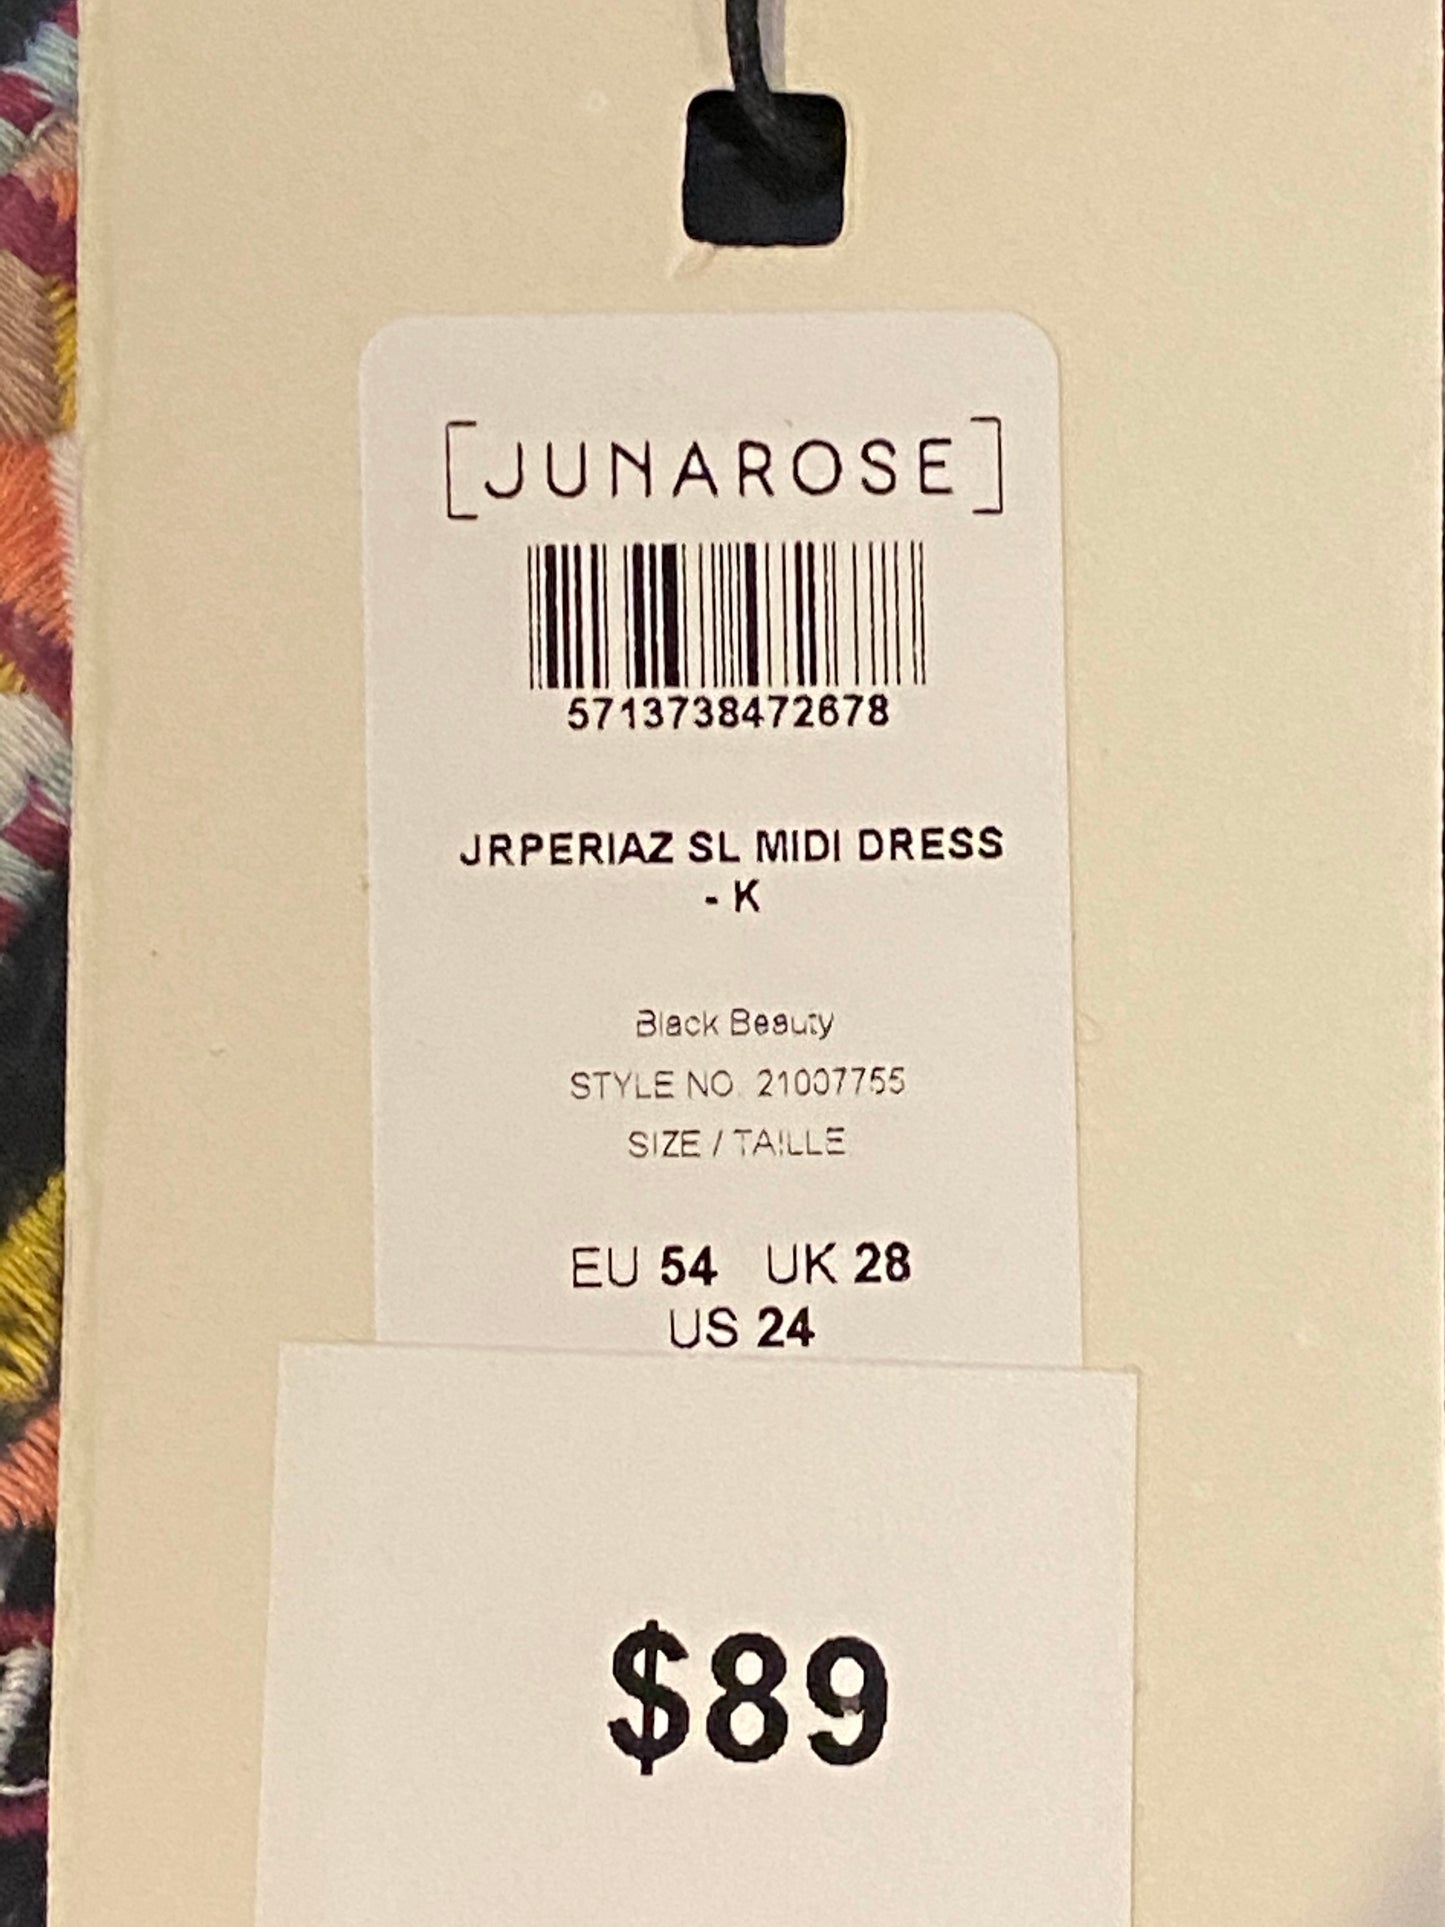 [JUNAROSE]
5713738472678
JRPERIAZ SL MIDI DRESS
- K
Black Beauty
STYLE NO. 21007755
SIZE / TAILLE
EU 54 UK 28
US 24
$89